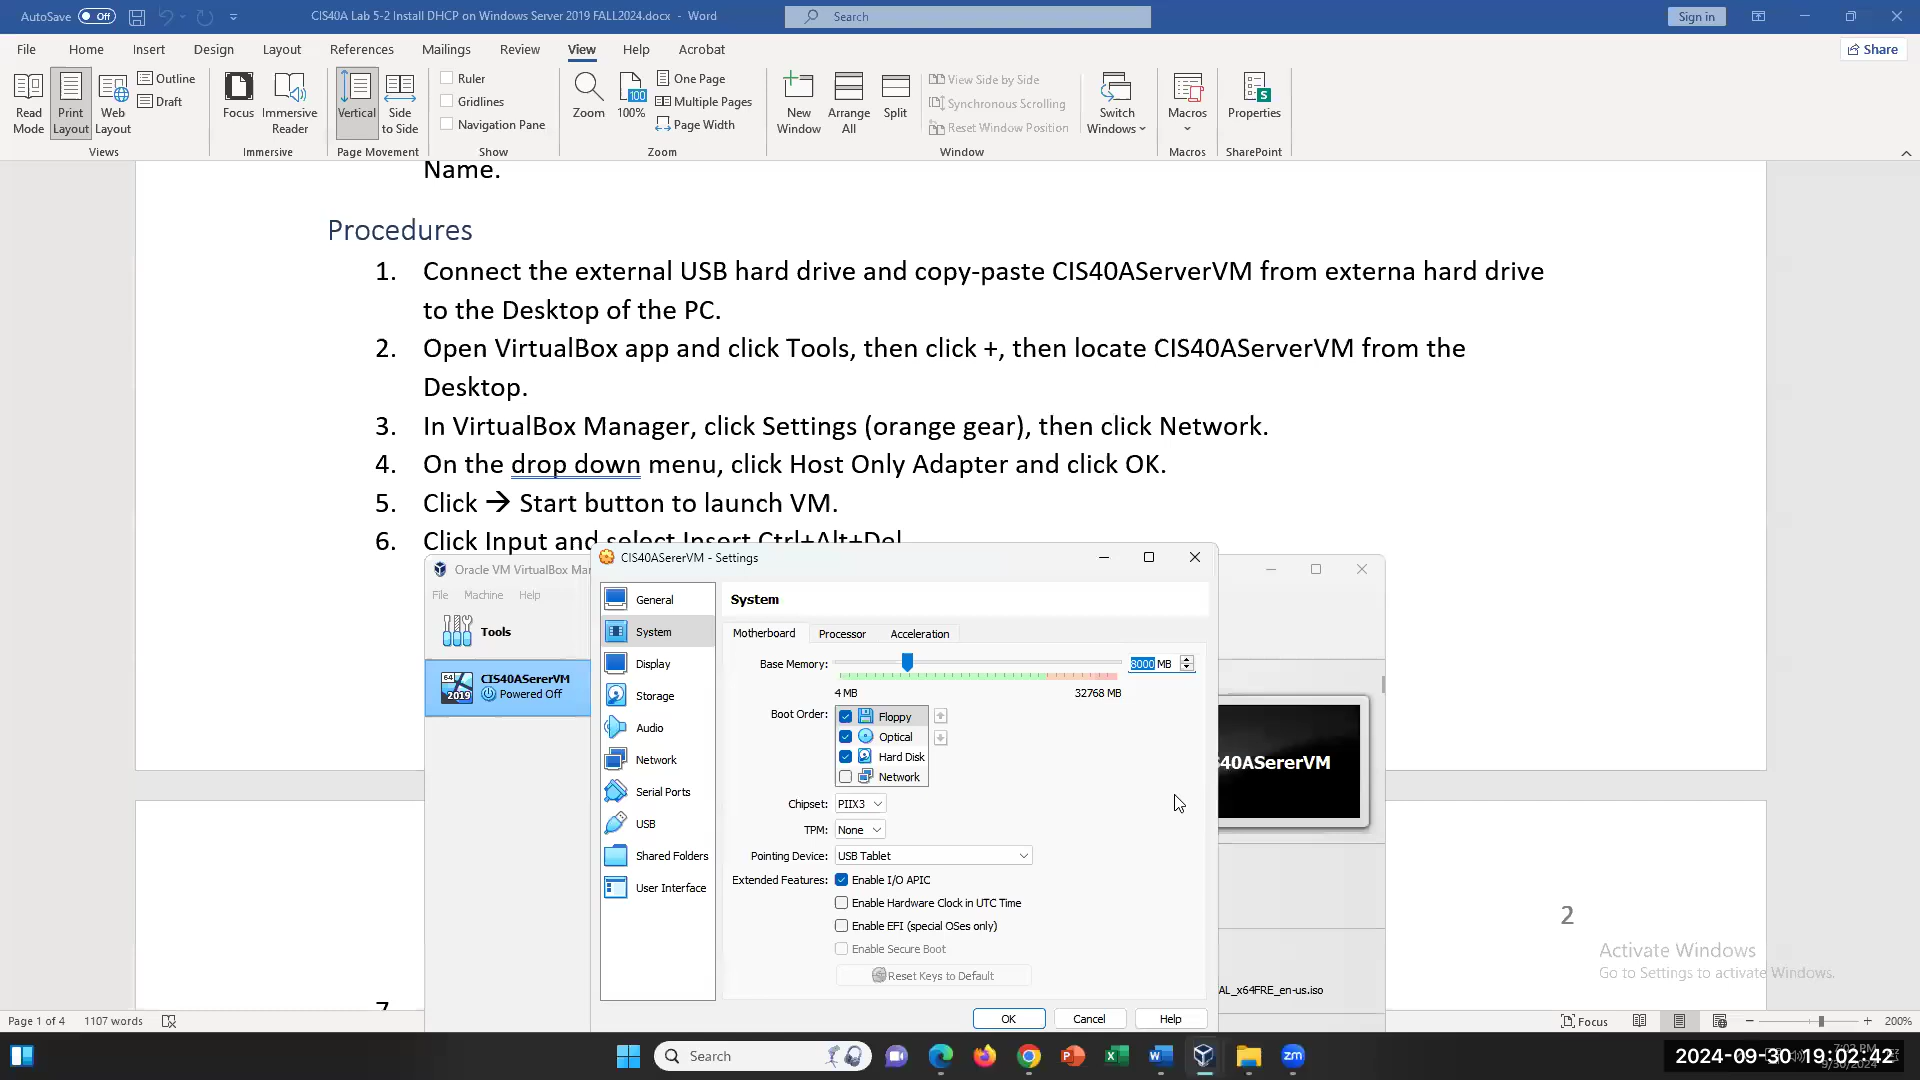 AutoSave Off
CIS40A Lab 5-2 Install DHCP on Windows Server 2019 FALL2024.docx - Word
Search
Sign in
File Home Insert Design Layout References Mailings Review View Help Acrobat
Share
Read Mode
Print Layout
Web Layout
Outline
Draft
Views
Focus
Immersive Reader
Immersive
Vertical
Side to Side
Page Movement
Ruler
Gridlines
Navigation Pane
Show
Zoom
100
100%
One Page
Multiple Pages
Page Width
Zoom
New Window
Arrange All
Split
View Side by Side
Synchronous Scrolling
Reset Window Position
Switch Windows
Window
Macros
Macros
Properties
SharePoint
Name.
Procedures
1. Connect the external USB hard drive and copy-paste CIS40AServerVM from externa hard drive
to the Desktop of the PC.
2. Open VirtualBox app and click Tools, then click +, then locate CIS40AServerVM from the
Desktop.
3. In VirtualBox Manager, click Settings (orange gear), then click Network.
4. On the drop down menu, click Host Only Adapter and click OK.
5. Click → Start button to launch VM.
6. Click Input and select Insert Ctrl+Alt+Del
Oracle VM VirtualBox Mar
File Machine Help
Tools
64
2019
CIS40ASererVM
Powered Off
CIS40ASererVM - Settings
General
System
Display
Storage
Audio
Network
Serial Ports
USB
Shared Folders
User Interface
System
Motherboard Processor Acceleration
Base Memory: 8000 MB
4 MB 32768 MB
Boot Order: Floppy
Optical
Hard Disk
Network
Chipset: PIIX3
TPM: None
Pointing Device: USB Tablet
Extended Features: Enable I/O APIC
Enable Hardware Clock in UTC Time
Enable EFI (special OSes only)
Enable Secure Boot
Reset Keys to Default
OK Cancel Help
S40ASererVM
AL_x64FRE_en-us.iso
2
7
Activate Windows
Go to Settings to activate Windows.
Page 1 of 4 1107 words
Focus
200%
Search
zm
2024-09-30 19:02:42